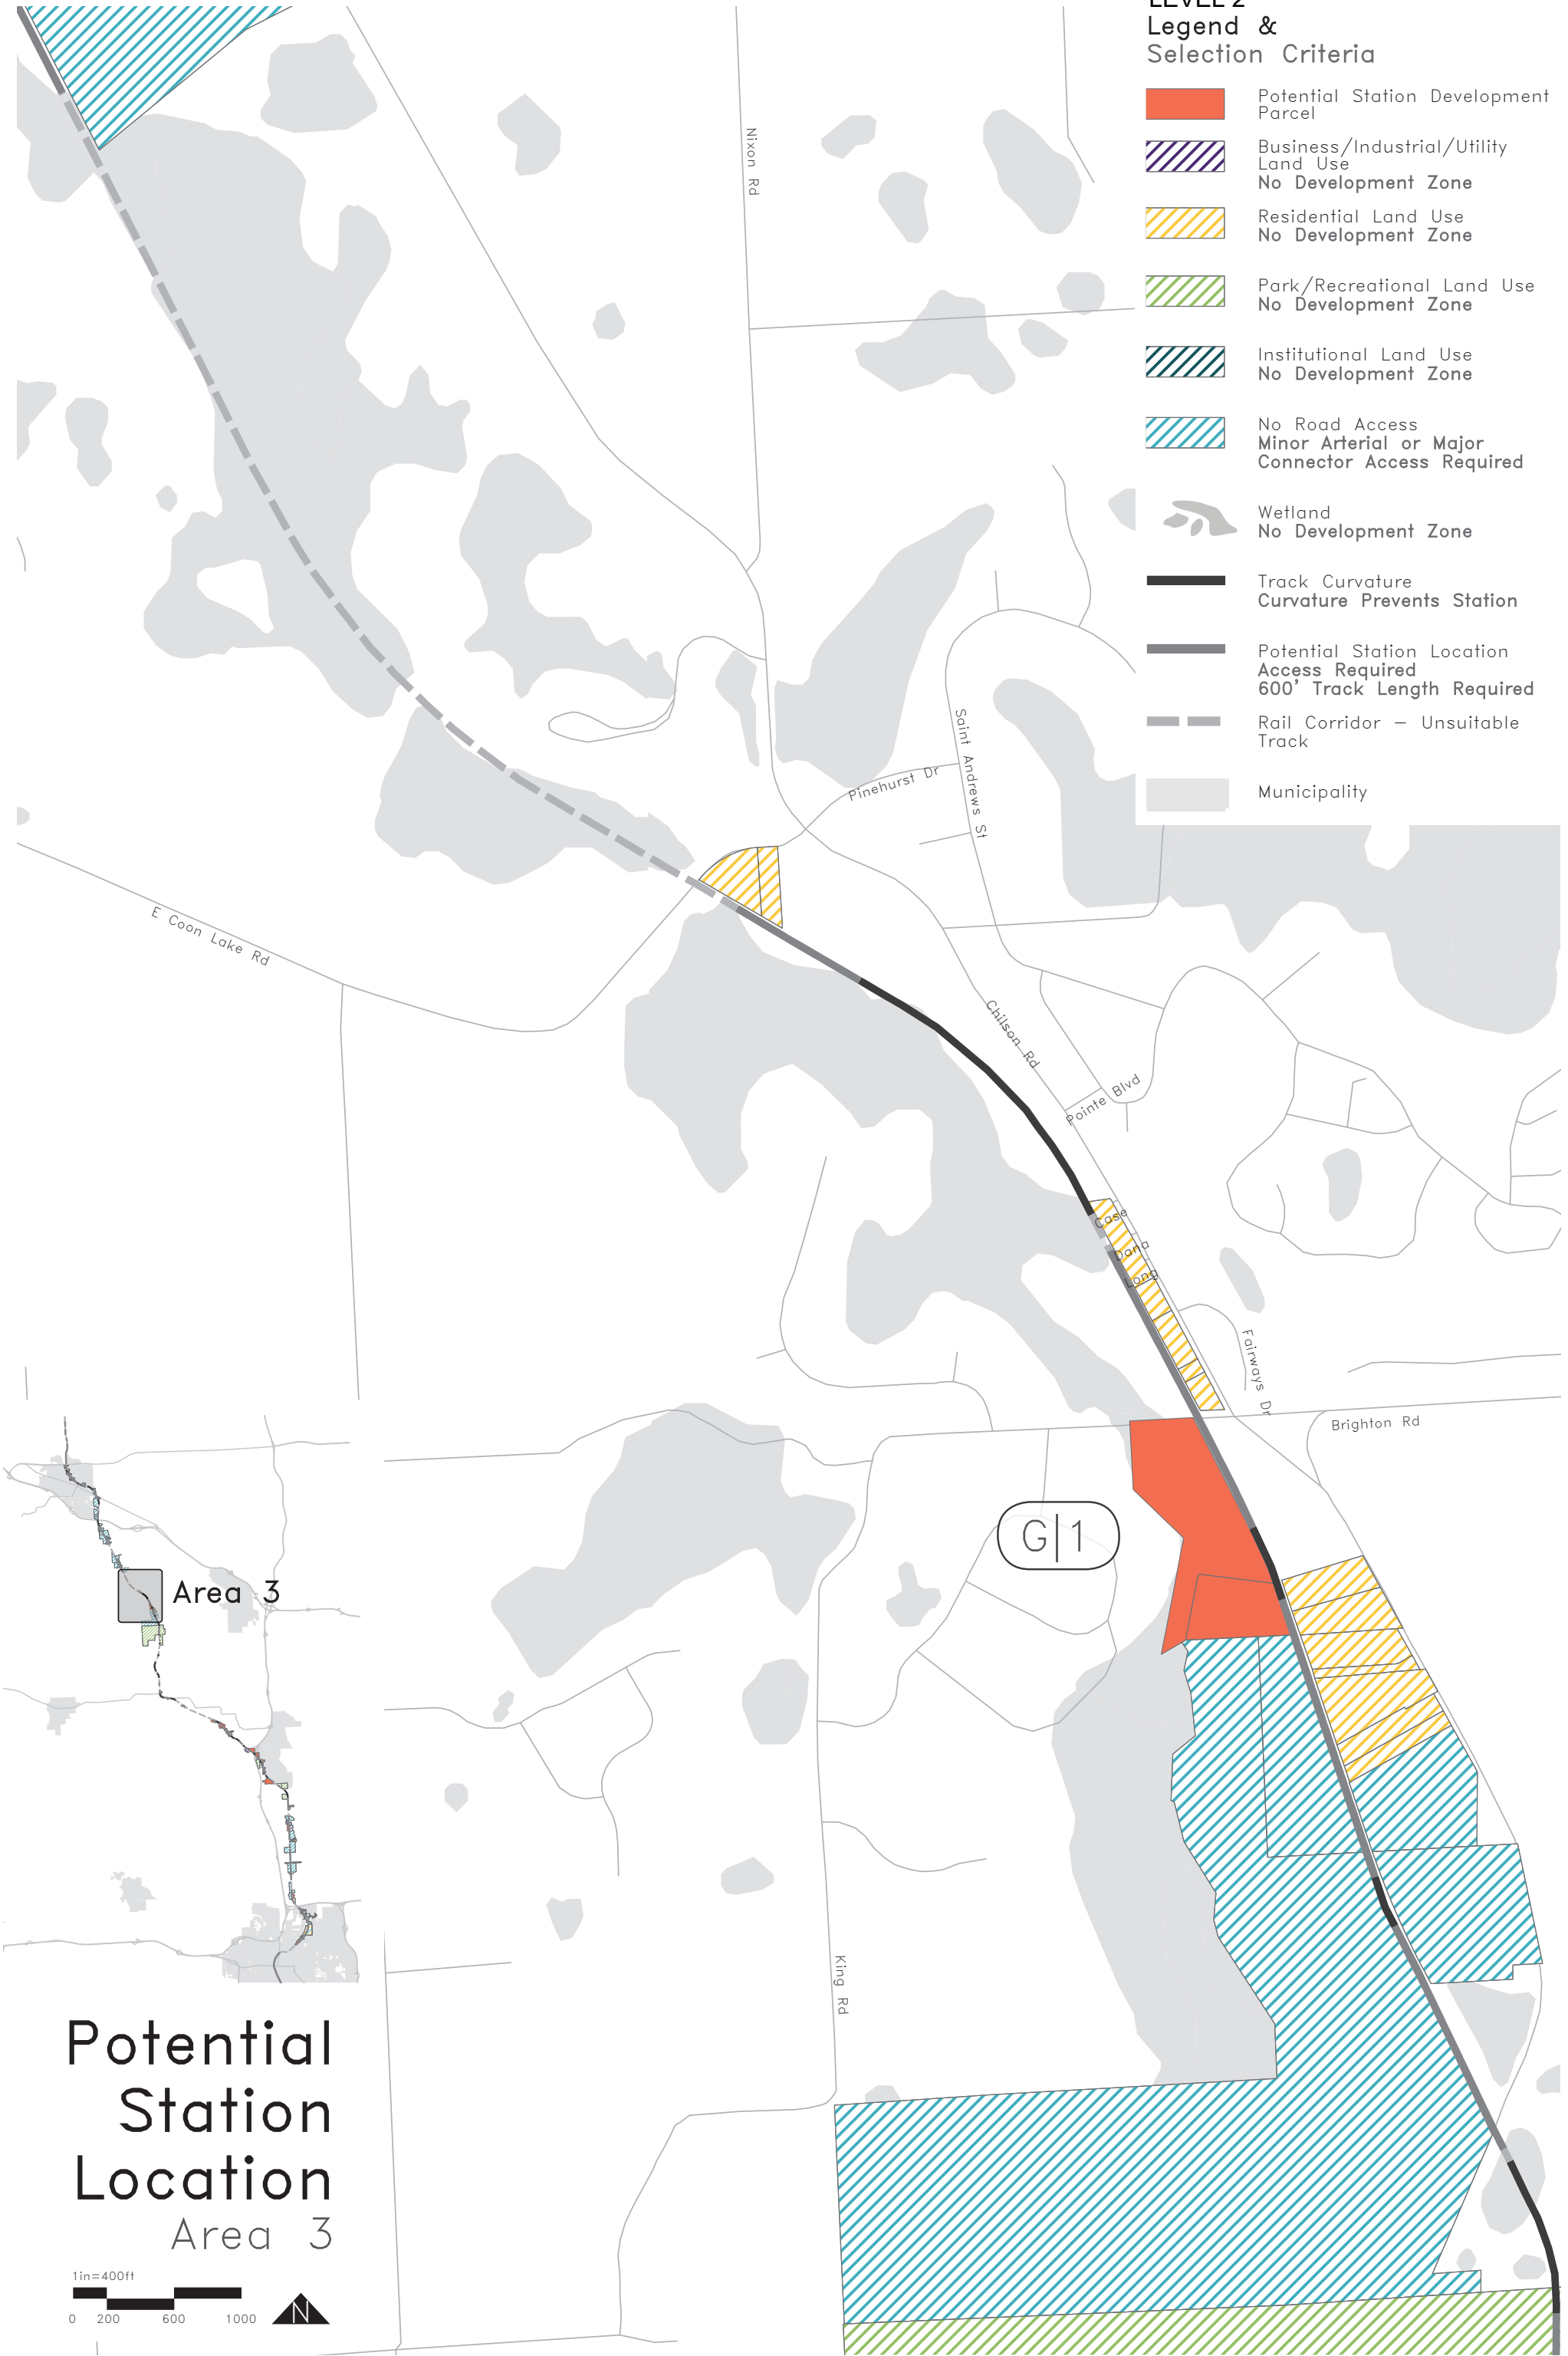 LEVEL 2
Legend &
Selection Criteria
Potential Station Development
Parcel
Business/Industrial/Utility
Land Use
No Development Zone
Residential Land Use
No Development Zone
Park/Recreational Land Use
No Development Zone
Institutional Land Use
No Development Zone
No Road Access
Minor Arterial or Major
Connector Access Required
Wetland
No Development Zone
Track Curvature
Curvature Prevents Station
Potential Station Location
Access Required
600' Track Length Required
Rail Corridor – Unsuitable
Track
Municipality
Nixon Rd
Saint Andrews St
Pinehurst Dr
E Coon Lake Rd
Chilson Rd
Pointe Blvd
Case
Dana
Long
Fairways Dr
Brighton Rd
G|1
King Rd
Area 3
Potential
Station
Location
Area 3
1in=400ft
0 200 600 1000
N